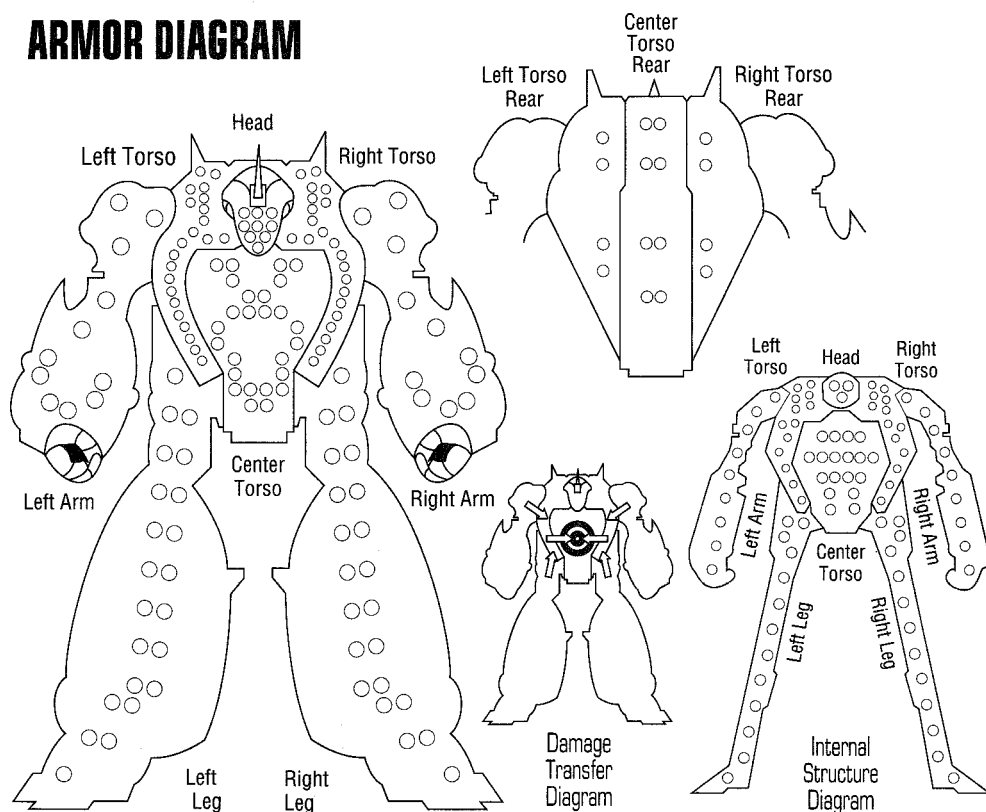 ARMOR DIAGRAM
Head
Left Torso
Right Torso
Left Arm
Center
Torso
Right Arm
Left
Leg
Right
Leg
Center
Torso
Rear
Left Torso
Rear
Right Torso
Rear
Damage
Transfer
Diagram
Left
Torso
Head
Right
Torso
Left Arm
Right Arm
Center
Torso
Left Leg
Right Leg
Internal
Structure
Diagram